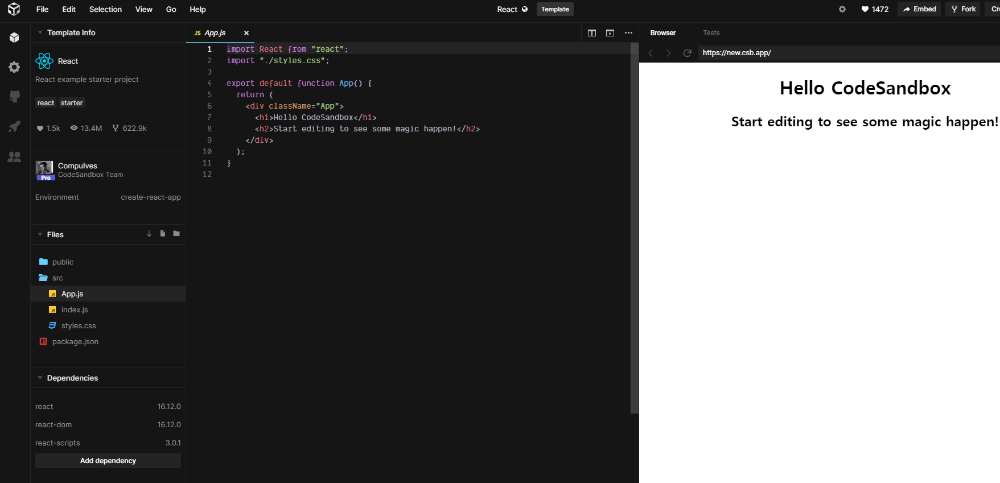 File Edit Selection View Go Help
React Template
1472 Embed Fork
Template Info
React
React example starter project
react starter
1.5k 13.4M 622.9k
Pro
Compulves
CodeSandbox Team
Environment create-react-app
Files
public
src
JS App.js
JS index.js
styles.css
package.json
Dependencies
react 16.12.0
react-dom 16.12.0
react-scripts 3.0.1
Add dependency
JS App.js
1 import React from "react";
2 import "./styles.css";
3
4 export default function App() {
5 return (
6 <div className="App">
7 <h1>Hello CodeSandbox</h1>
8 <h2>Start editing to see some magic happen!</h2>
9 </div>
10 );
11 }
12
Browser Tests
https://new.csb.app/
Hello CodeSandbox
Start editing to see some magic happen!